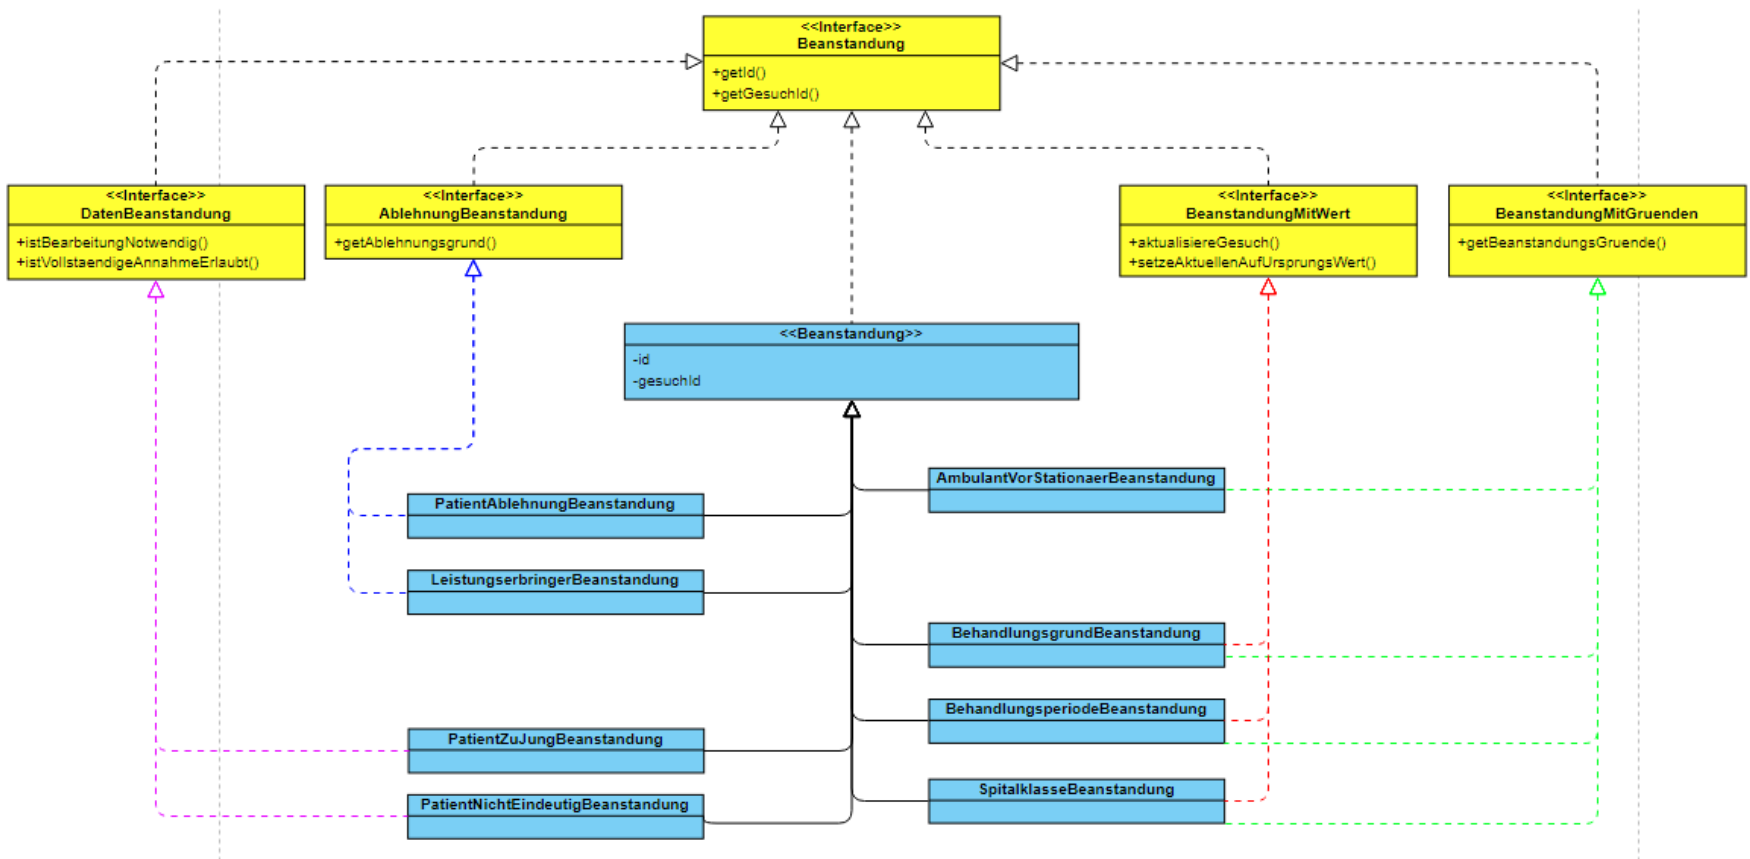 <<Interface>>
Beanstandung
+getId()
+getGesuchId()
<<Interface>>
DatenBeanstandung
+istBearbeitungNotwendig()
+istVollstaendigeAnnahmeErlaubt()
<<Interface>>
AblehnungBeanstandung
+getAblehnungsgrund()
<<Interface>>
BeanstandungMitWert
+aktualisiereGesuch()
+setzeAktuellenAufUrsprungsWert()
<<Interface>>
BeanstandungMitGruenden
+getBeanstandungsGruende()
<<Beanstandung>>
-id
-gesuchId
PatientAblehnungBeanstandung
LeistungserbringerBeanstandung
PatientZuJungBeanstandung
PatientNichtEindeutigBeanstandung
AmbulantVorStationaerBeanstandung
BehandlungsgrundBeanstandung
BehandlungsperiodeBeanstandung
SpitalklasseBeanstandung